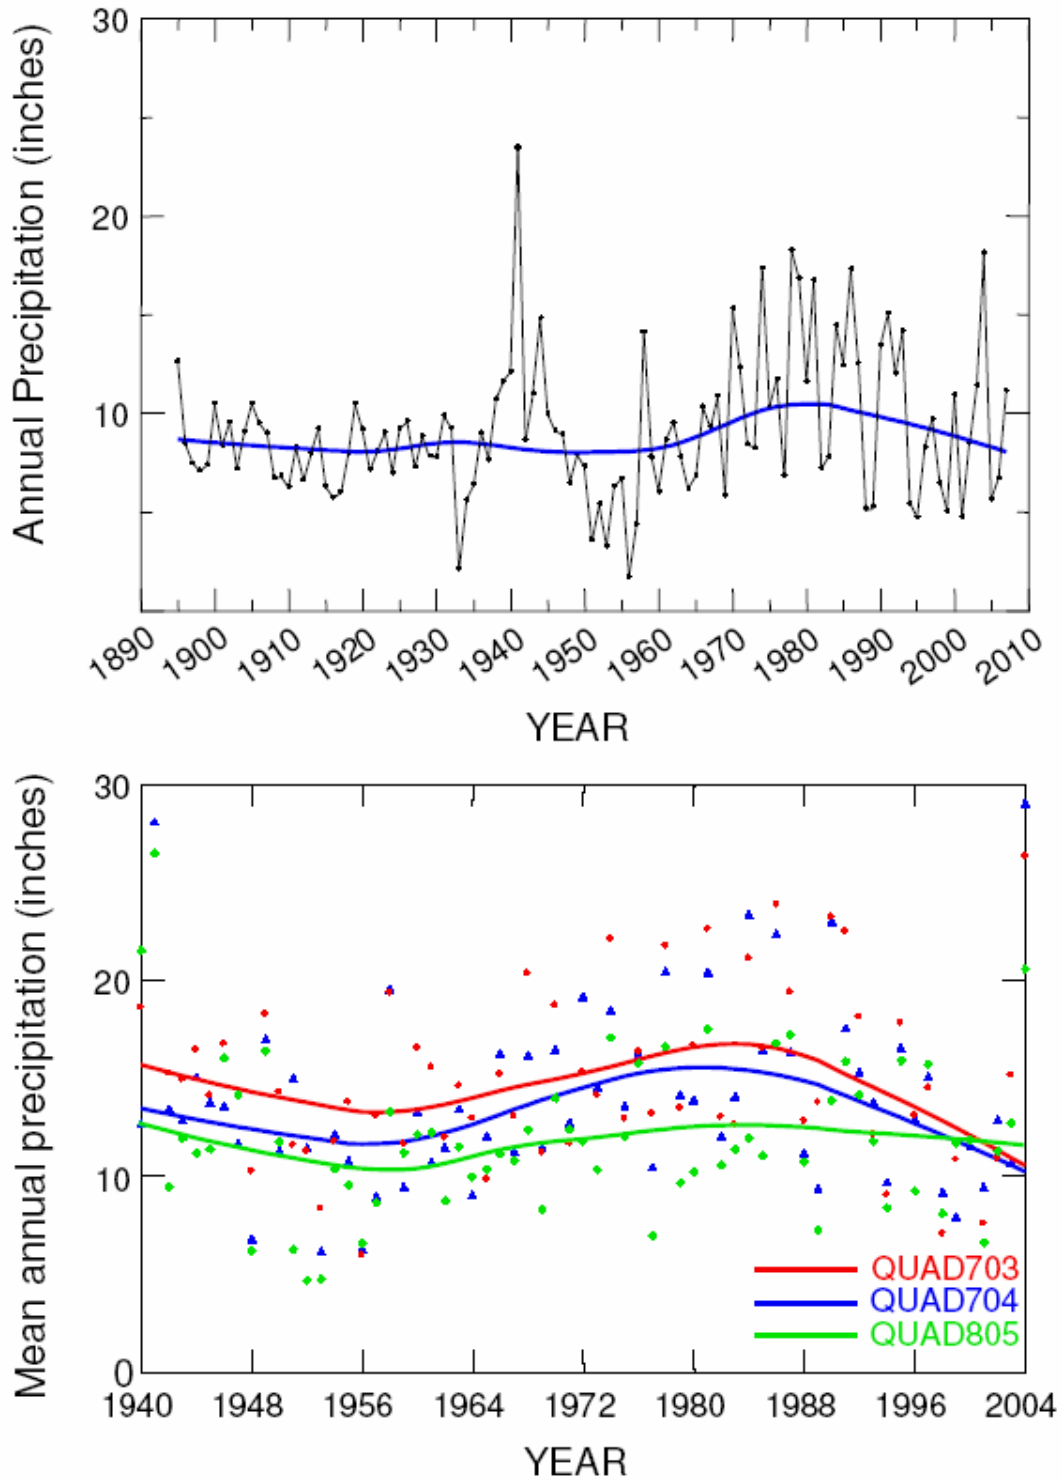 Annual Precipitation (inches)
30
20
10
1890 1900 1910 1920 1930 1940 1950 1960 1970 1980 1990 2000 2010
YEAR
Mean annual precipitation (inches)
30
20
10
0
QUAD703
QUAD704
QUAD805
1940 1948 1956 1964 1972 1980 1988 1996 2004
YEAR